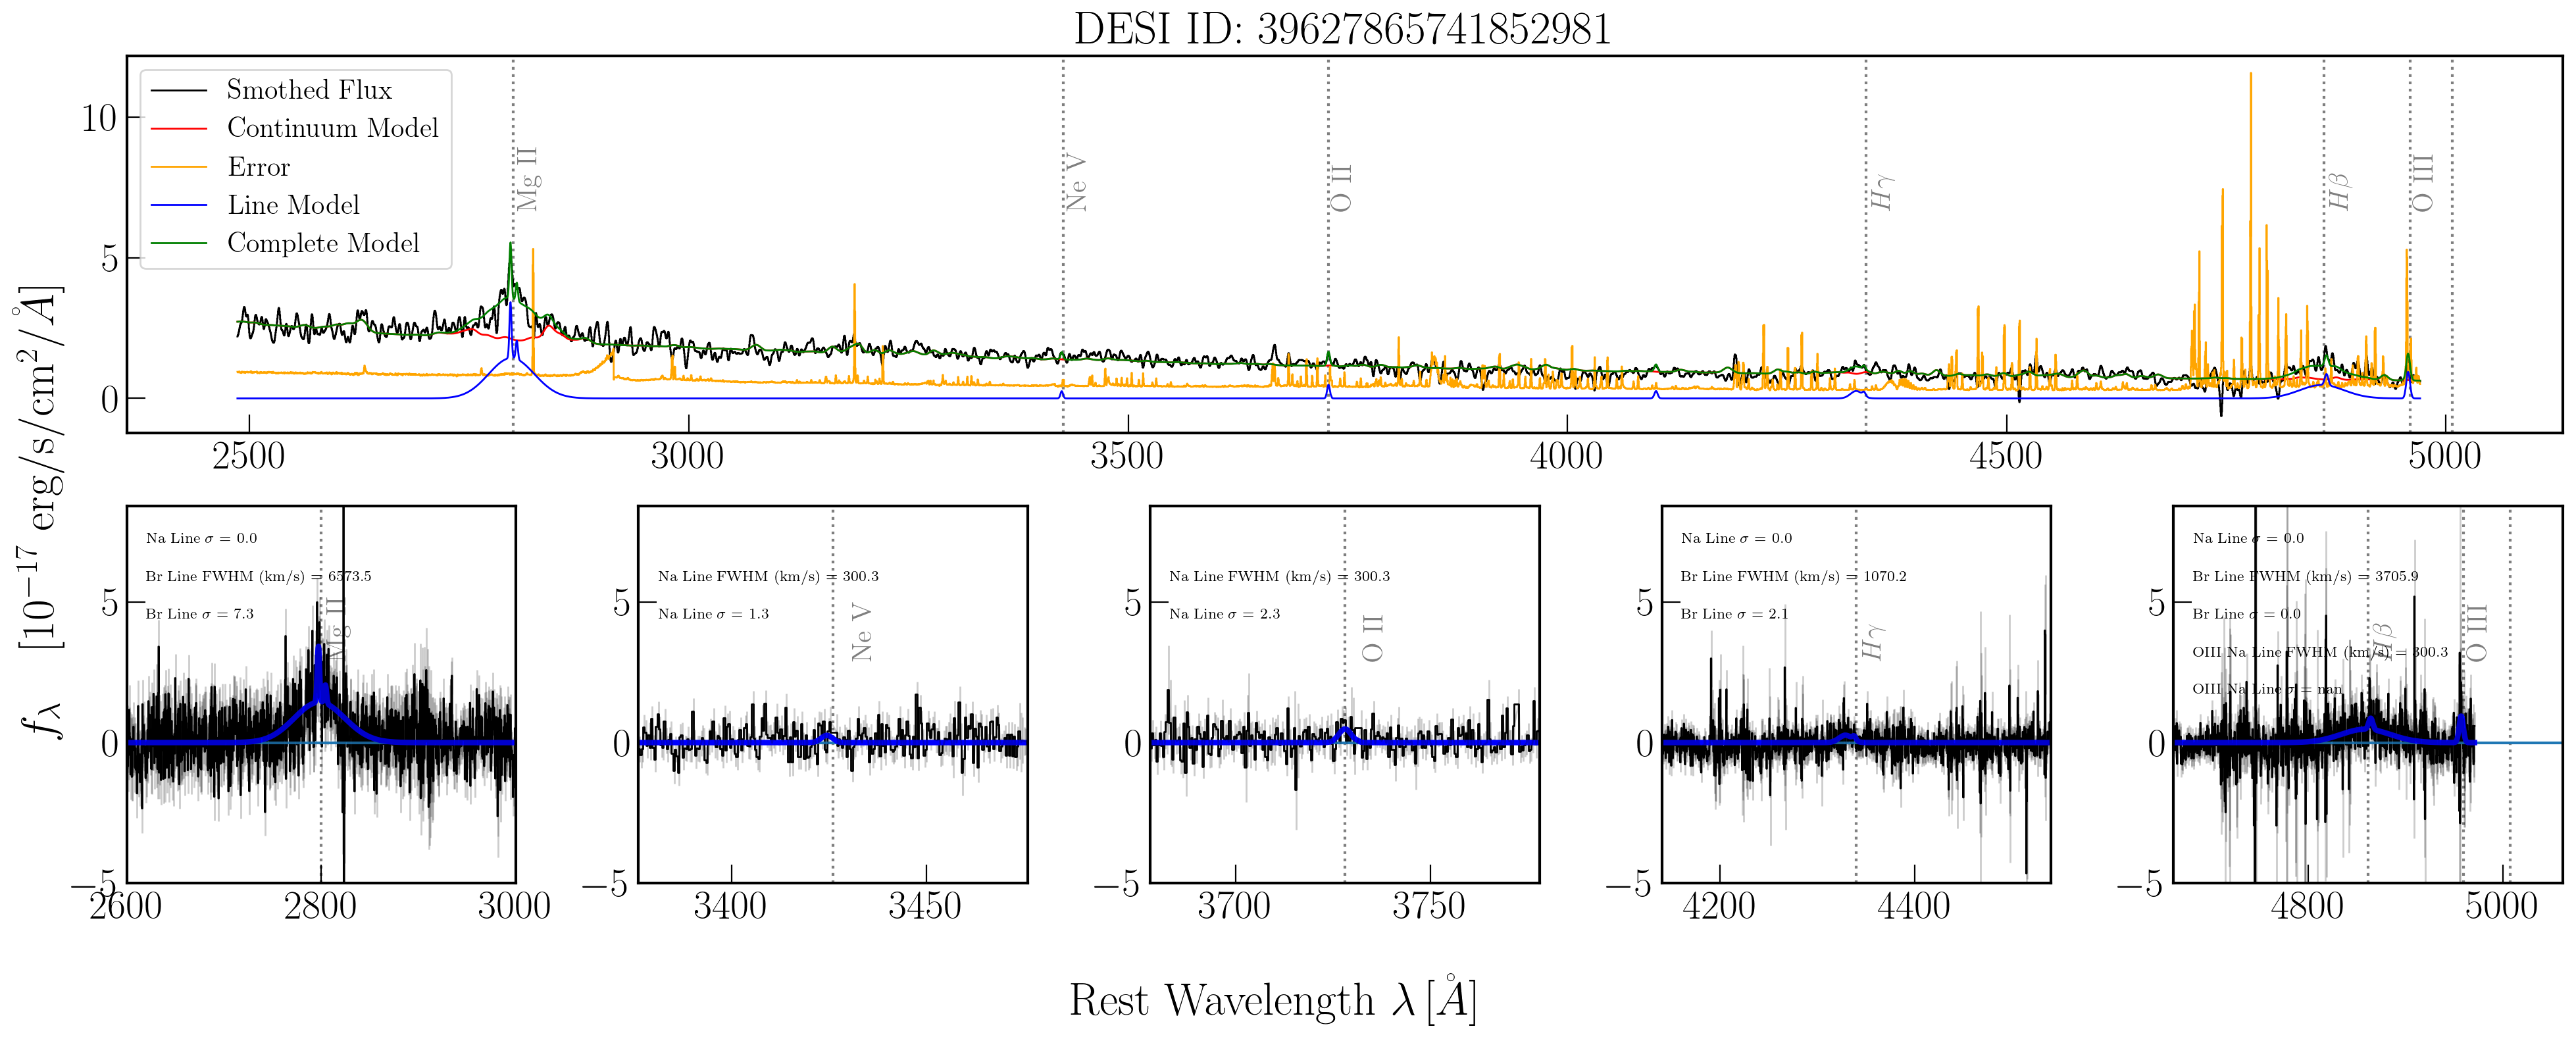 DESI ID: 39627865741852981
Smothed Flux
Continuum Model
Error
Line Model
Complete Model
Mg II
Ne V
O II
Hγ
Hβ
O III
10
5
0
2500 3000 3500 4000 4500 5000
f_λ [10^−17 erg/s/cm^2/Å]
Na Line σ = 0.0
Br Line FWHM (km/s) = 6573.5
Br Line σ = 7.3
Mg II
5
0
−5
2600 2800 3000
Na Line FWHM (km/s) = 300.3
Na Line σ = 1.3
Ne V
5
0
−5
3400 3450
Na Line FWHM (km/s) = 300.3
Na Line σ = 2.3
O II
5
0
−5
3700 3750
Na Line σ = 0.0
Br Line FWHM (km/s) = 1070.2
Br Line σ = 2.1
Hγ
5
0
−5
4200 4400
Na Line σ = 0.0
Br Line FWHM (km/s) = 3705.9
Br Line σ = 0.0
OIII Na Line FWHM (km/s) = 300.3
OIII Na Line σ = nan
Hβ
O III
5
0
−5
4800 5000
Rest Wavelength λ [Å]